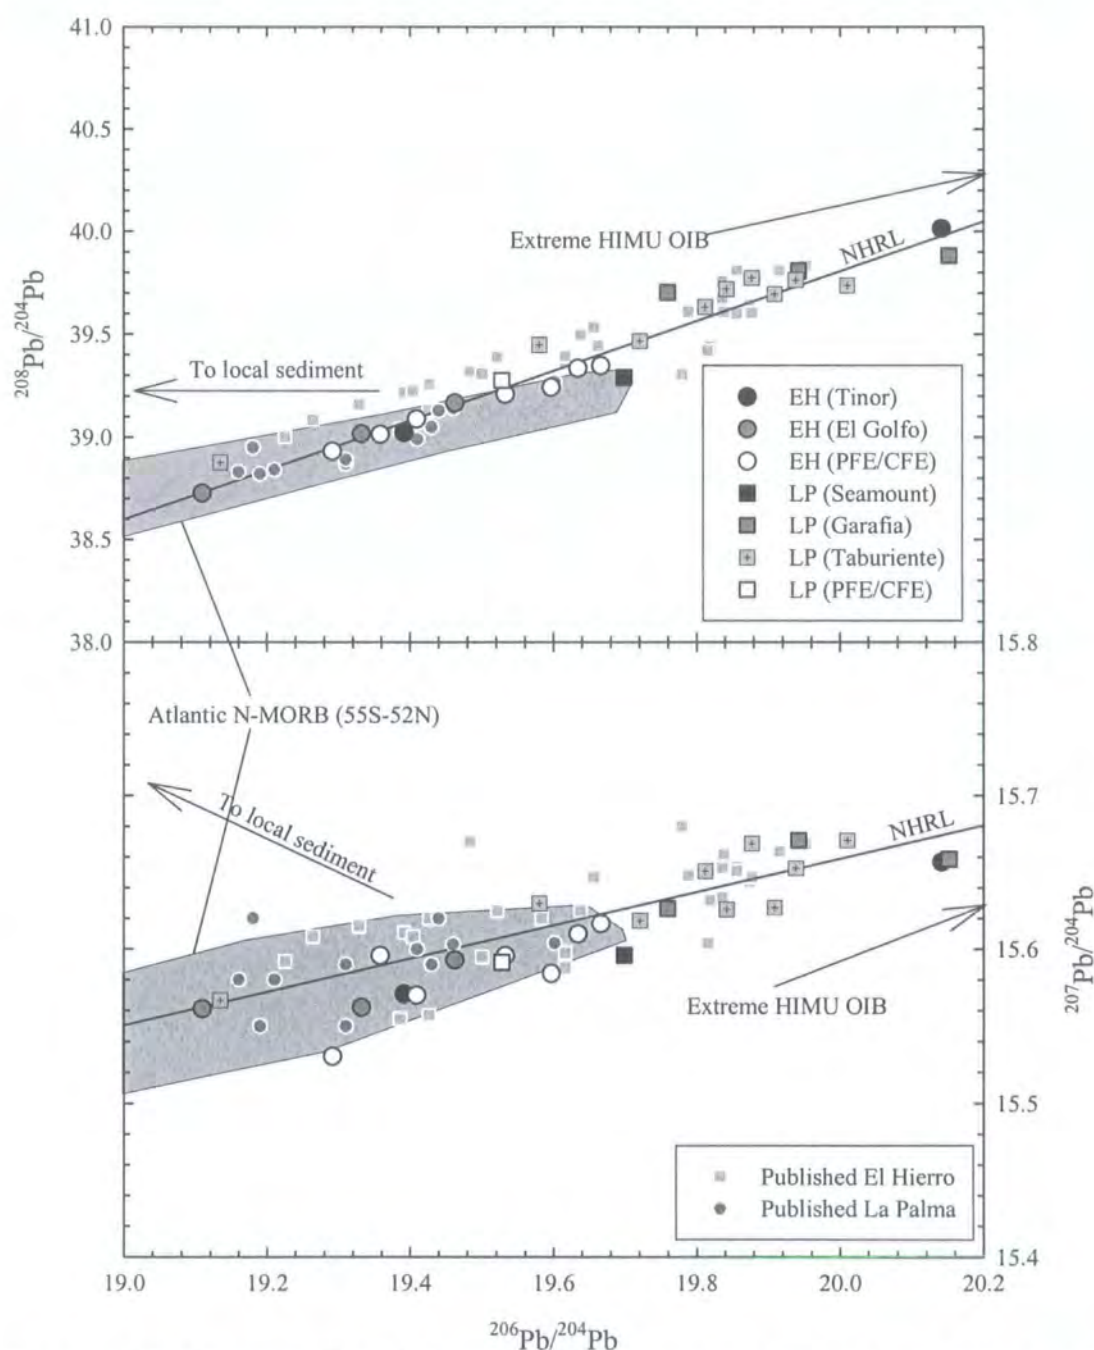 41.0
40.5
40.0
39.5
39.0
38.5
38.0
208Pb/204Pb
Extreme HIMU OIB
NHRL
To local sediment
EH (Tinor)
EH (El Golfo)
EH (PFE/CFE)
LP (Seamount)
LP (Garafia)
LP (Taburiente)
LP (PFE/CFE)
15.8
15.7
15.6
15.5
15.4
207Pb/204Pb
Atlantic N-MORB (55S-52N)
To local sediment
NHRL
Extreme HIMU OIB
Published El Hierro
Published La Palma
19.0 19.2 19.4 19.6 19.8 20.0 20.2
206Pb/204Pb